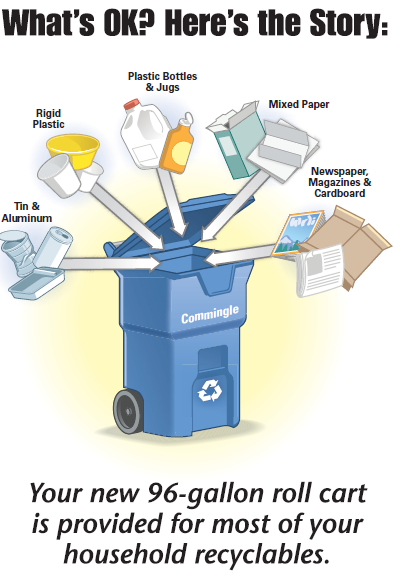 What's OK? Here's the Story:
Plastic Bottles
& Jugs
Mixed Paper
Rigid
Plastic
Newspaper,
Magazines &
Cardboard
Tin &
Aluminum
Commingle
Your new 96-gallon roll cart
is provided for most of your
household recyclables.